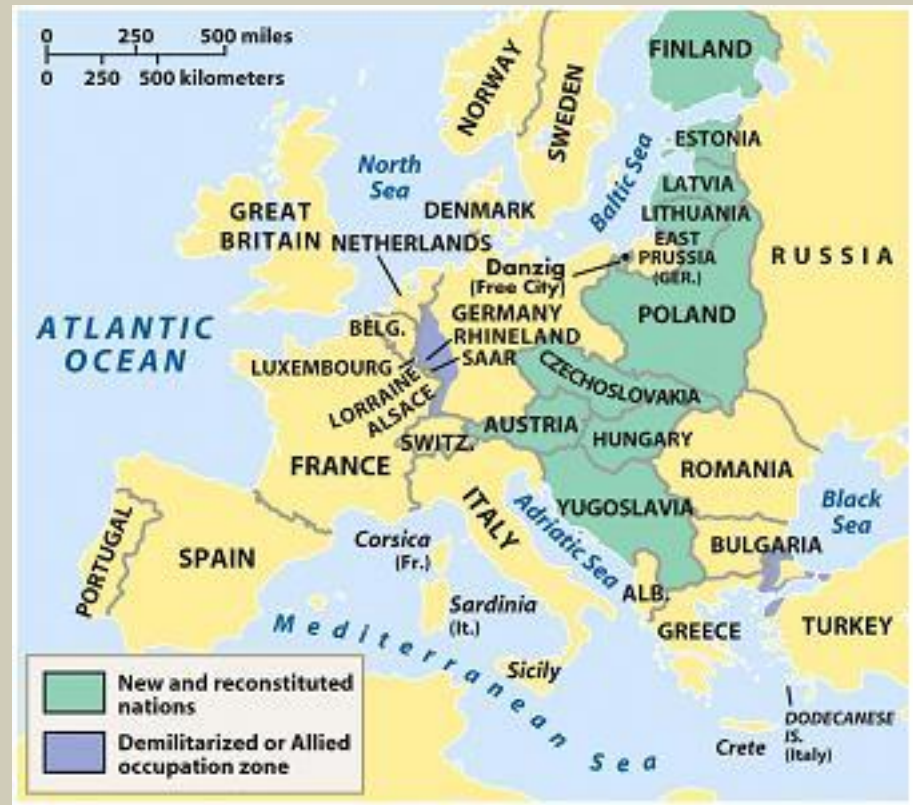 0 250 500 miles
0 250 500 kilometers
FINLAND
NORWAY
SWEDEN
ESTONIA
North
Sea
Baltic Sea
LATVIA
LITHUANIA
GREAT
BRITAIN
DENMARK
NETHERLANDS
EAST
PRUSSIA
(GER.)
RUSSIA
Danzig
(Free City)
ATLANTIC
OCEAN
BELG.
GERMANY
RHINELAND
SAAR
POLAND
LUXEMBOURG
LORRAINE
ALSACE
CZECHOSLOVAKIA
AUSTRIA
SWITZ.
HUNGARY
FRANCE
ROMANIA
ITALY
YUGOSLAVIA
Adriatic Sea
Black
Sea
PORTUGAL
SPAIN
Corsica
(Fr.)
BULGARIA
ALB.
Sardinia
(It.)
GREECE
TURKEY
Mediterranean Sea
Sicily
New and reconstituted
nations
Demilitarized or Allied
occupation zone
Crete
DODECANESE
IS.
(Italy)